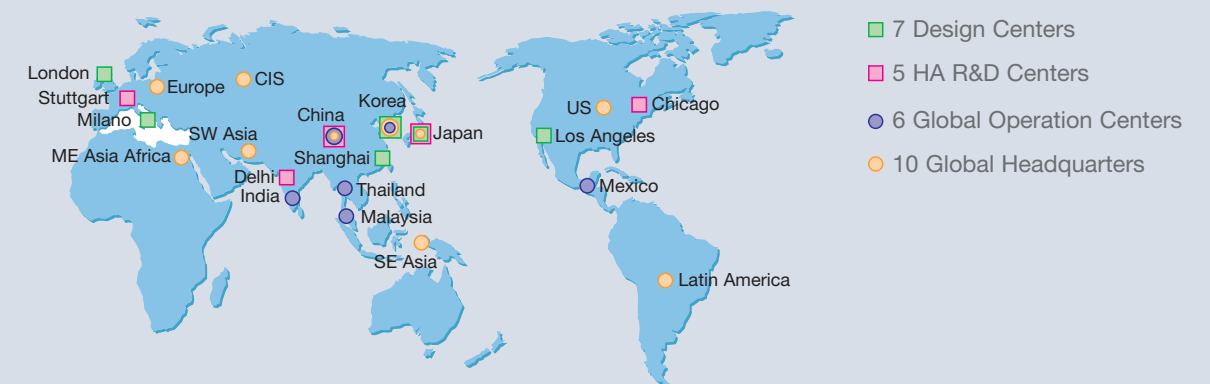 London
Stuttgart
Milano
Europe
CIS
SW Asia
ME Asia Africa
China
Korea
Japan
Shanghai
Delhi
India
Thailand
Malaysia
SE Asia
US
Chicago
Los Angeles
Mexico
Latin America
7 Design Centers
5 HA R&D Centers
6 Global Operation Centers
10 Global Headquarters